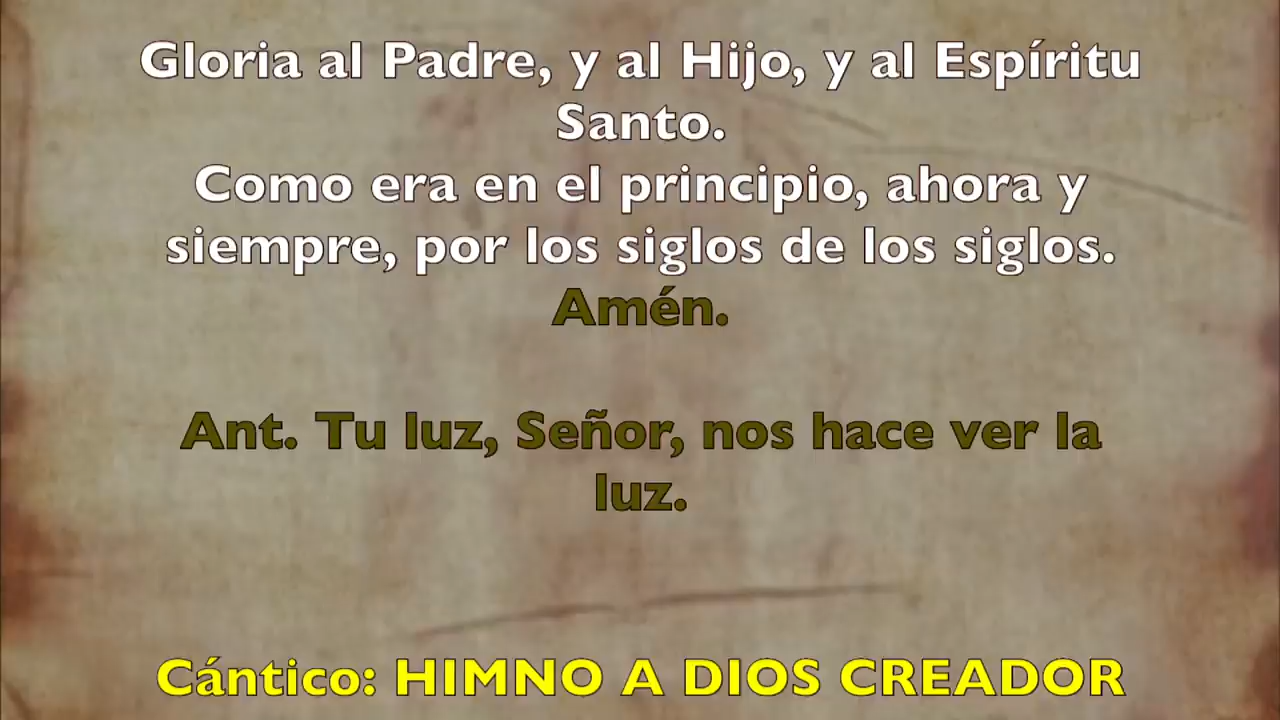 Gloria al Padre, y al Hijo, y al Espíritu
Santo.
Como era en el principio, ahora y
siempre, por los siglos de los siglos.
Amén.
Ant. Tu luz, Señor, nos hace ver la
luz.
Cántico: HIMNO A DIOS CREADOR